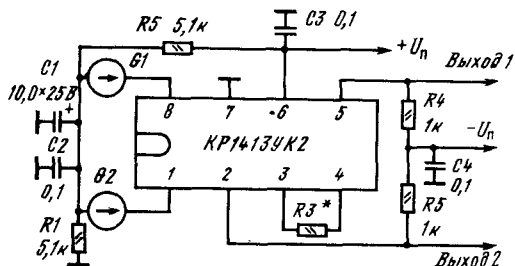 R5 5,1к
C3 0,1
+Uп
C1
10,0×25В
+
G1
Выход 1
8 7 6 5
R4
1к
КР1413УК2
-Uп
C2
0,1
C4
0,1
G2
1 2 3 4
R3*
R5
1к
R1
5,1к
Выход 2